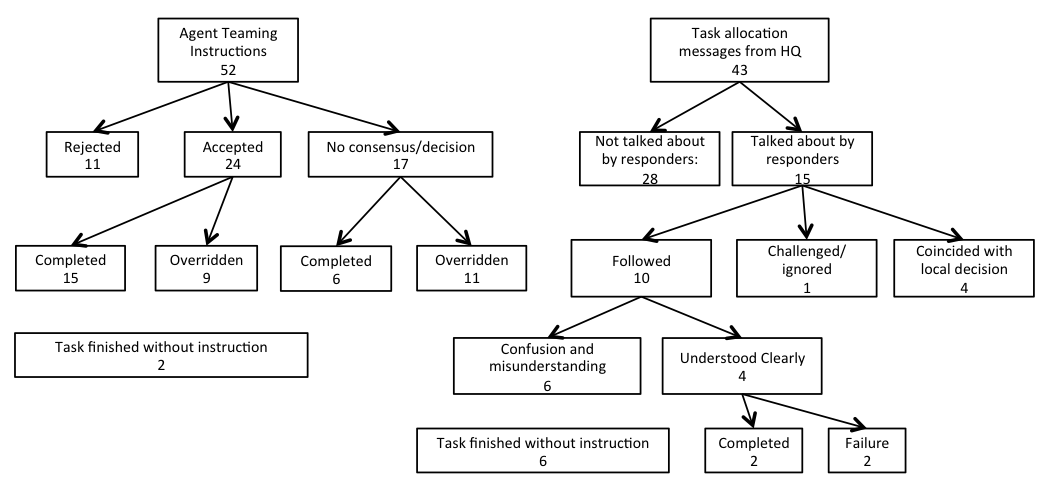 Agent Teaming
Instructions
52
Task allocation
messages from HQ
43
Rejected
11
Accepted
24
No consensus/decision
17
Not talked about
by responders:
28
Talked about by
responders
15
Completed
15
Overridden
9
Completed
6
Overridden
11
Followed
10
Challenged/
ignored
1
Coincided with
local decision
4
Task finished without instruction
2
Confusion and
misunderstanding
6
Understood Clearly
4
Task finished without instruction
6
Completed
2
Failure
2